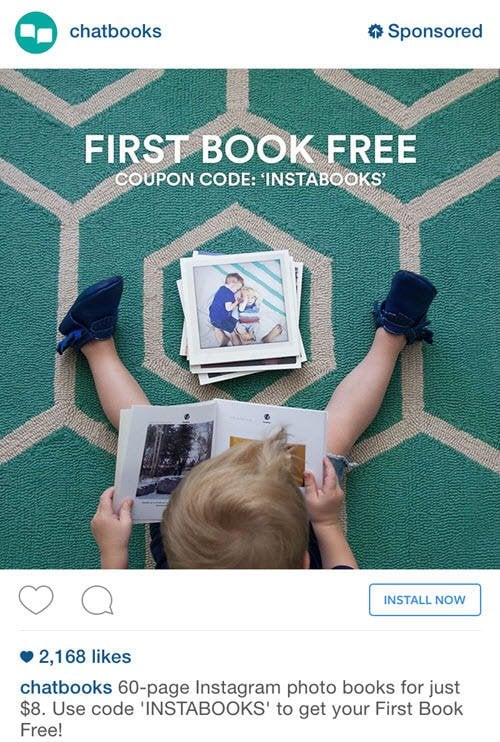 chatbooks
Sponsored
FIRST BOOK FREE
COUPON CODE: 'INSTABOOKS'
INSTALL NOW
2,168 likes
chatbooks 60-page Instagram photo books for just
$8. Use code 'INSTABOOKS' to get your First Book
Free!